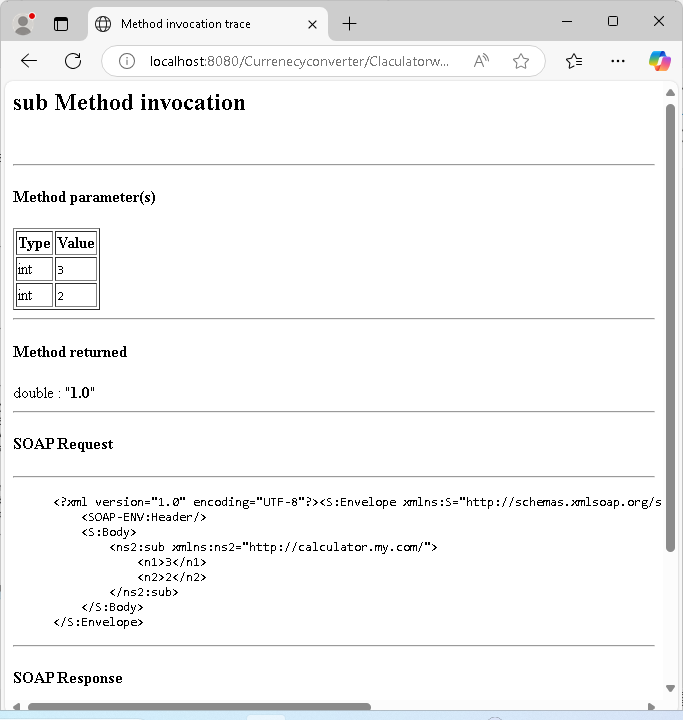 Method invocation trace
localhost:8080/Currenecyconverter/Claculatorw...
sub Method invocation
Method parameter(s)
Type Value
int 3
int 2
Method returned
double : "1.0"
SOAP Request
<?xml version="1.0" encoding="UTF-8"?><S:Envelope xmlns:S="http://schemas.xmlsoap.org/s
<SOAP-ENV:Header/>
<S:Body>
<ns2:sub xmlns:ns2="http://calculator.my.com/">
<n1>3</n1>
<n2>2</n2>
</ns2:sub>
</S:Body>
</S:Envelope>
SOAP Response